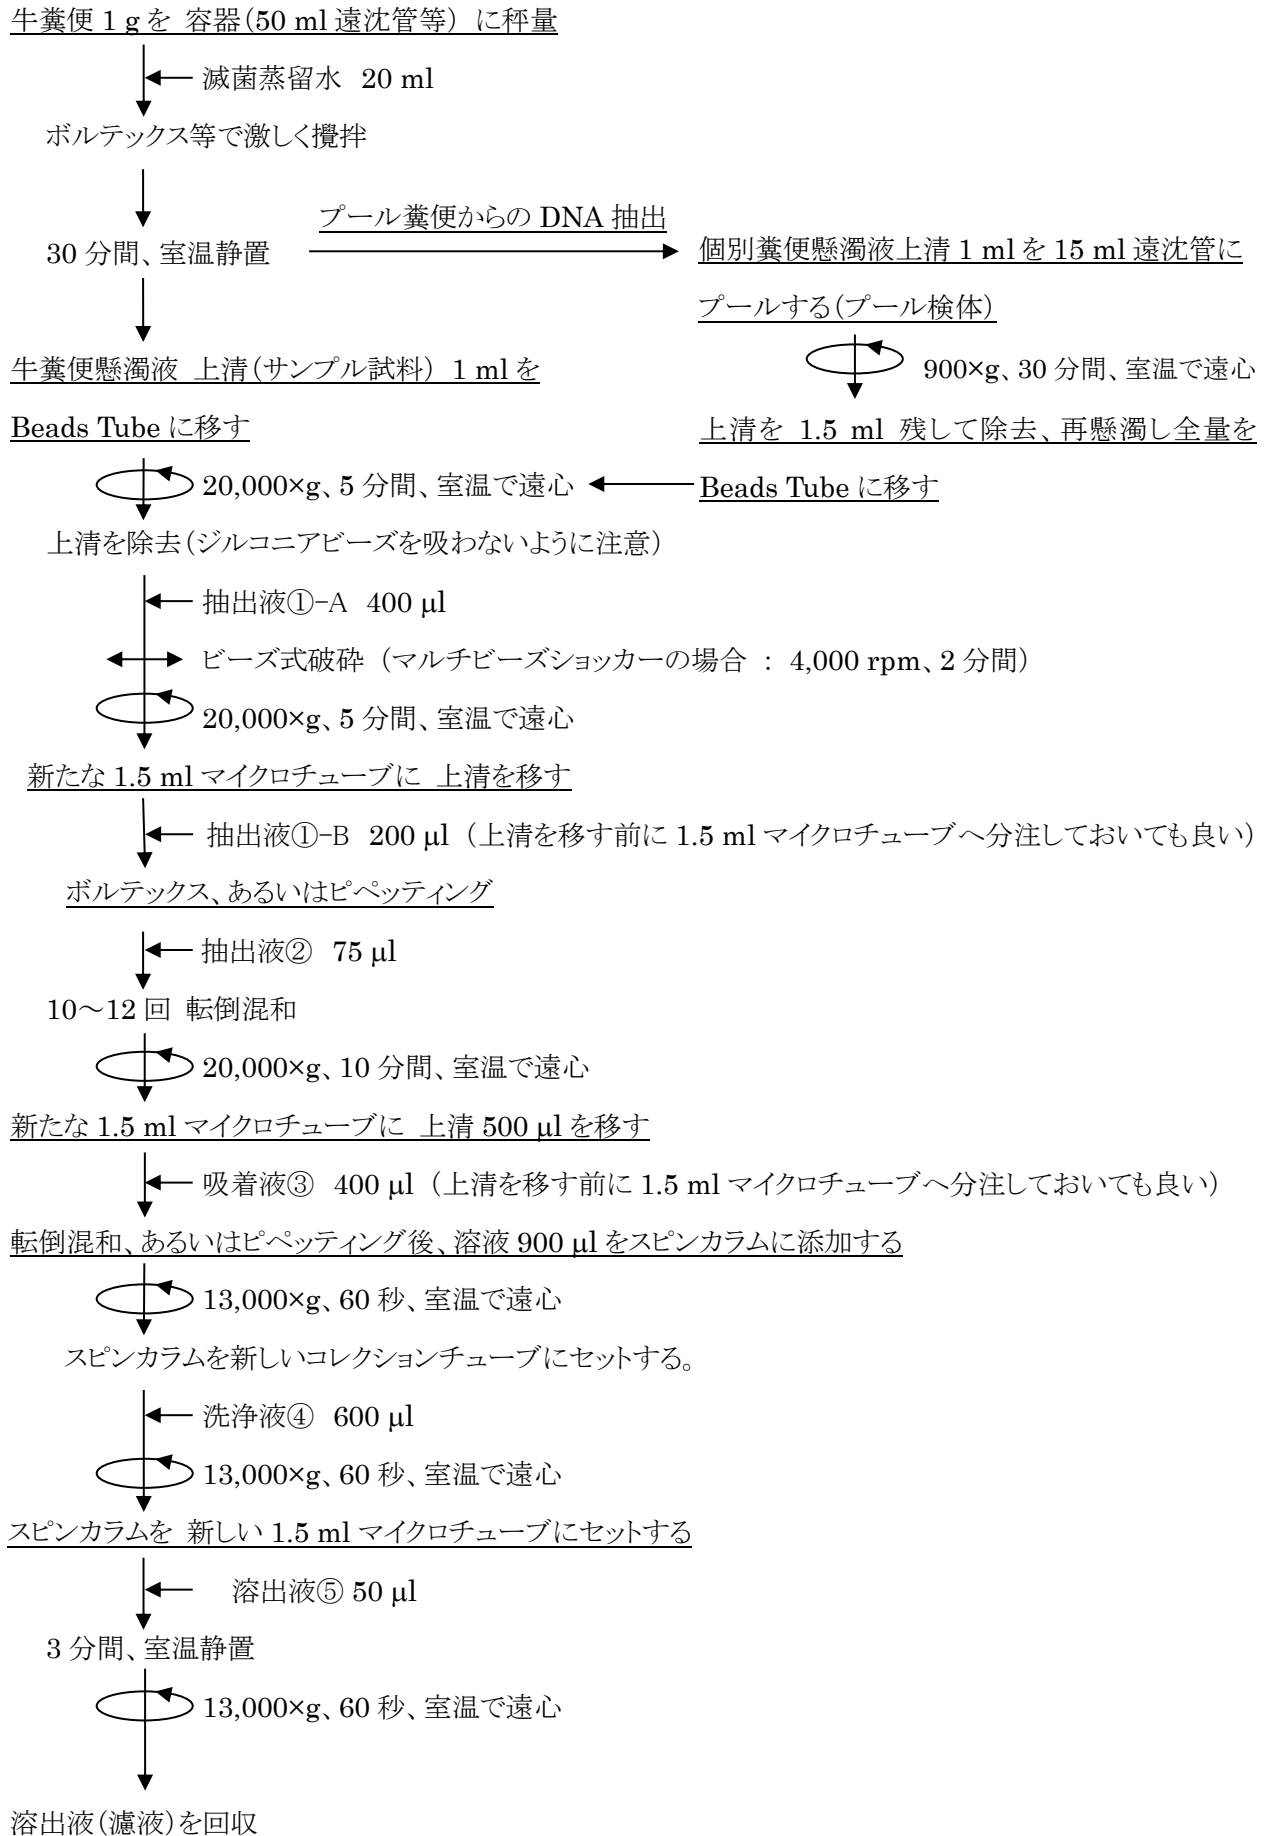 牛糞便 1 g を 容器(50 ml 遠沈管等) に秤量
滅菌蒸留水 20 ml
ボルテックス等で激しく攪拌
プール糞便からの DNA 抽出
30 分間、室温静置
個別糞便懸濁液上清 1 ml を 15 ml 遠沈管に
プールする(プール検体)
900×g、30 分間、室温で遠心
上清を 1.5 ml 残して除去、再懸濁し全量を
Beads Tube に移す
牛糞便懸濁液 上清(サンプル試料) 1 ml を
Beads Tube に移す
20,000×g、5 分間、室温で遠心
上清を除去(ジルコニアビーズを吸わないように注意)
抽出液①-A 400 μl
ビーズ式破砕 (マルチビーズショッカーの場合 : 4,000 rpm、2 分間)
20,000×g、5 分間、室温で遠心
新たな 1.5 ml マイクロチューブに 上清を移す
抽出液①-B 200 μl (上清を移す前に 1.5 ml マイクロチューブへ分注しておいても良い)
ボルテックス、あるいはピペッティング
抽出液② 75 μl
10～12 回 転倒混和
20,000×g、10 分間、室温で遠心
新たな 1.5 ml マイクロチューブに 上清 500 μl を移す
吸着液③ 400 μl (上清を移す前に 1.5 ml マイクロチューブへ分注しておいても良い)
転倒混和、あるいはピペッティング後、溶液 900 μl をスピンカラムに添加する
13,000×g、60 秒、室温で遠心
スピンカラムを新しいコレクションチューブにセットする。
洗浄液④ 600 μl
13,000×g、60 秒、室温で遠心
スピンカラムを 新しい 1.5 ml マイクロチューブにセットする
溶出液⑤ 50 μl
3 分間、室温静置
13,000×g、60 秒、室温で遠心
溶出液(濾液)を回収